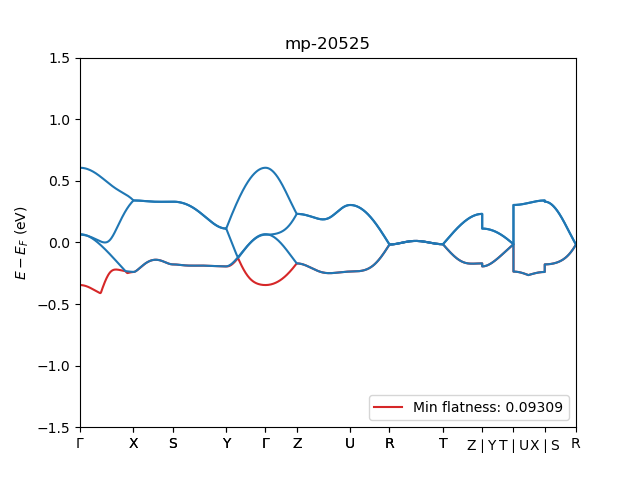 mp-20525
1.5
1.0
0.5
0.0
−0.5
−1.0
−1.5
E − E_F (eV)
Min flatness: 0.09309
Γ X S Y Γ Z U R T Z | Y T | U X | S R